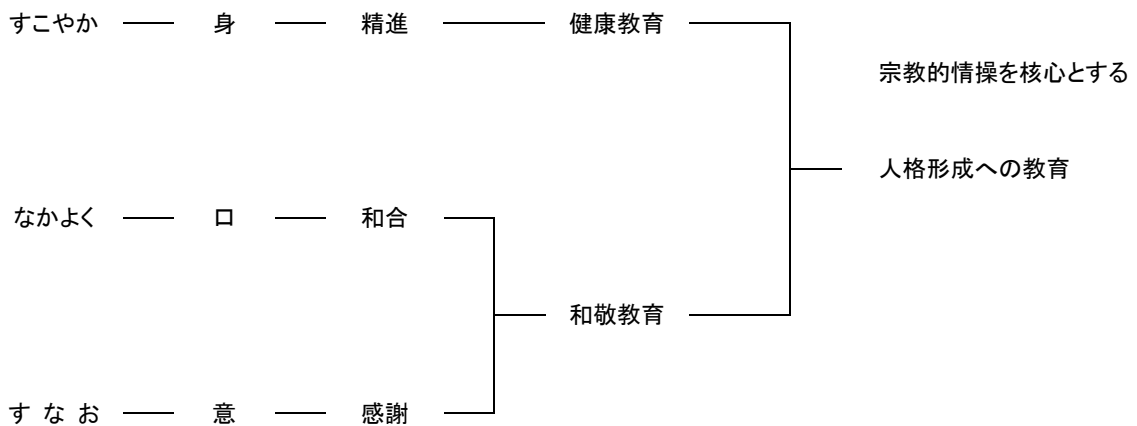 すこやか 身 精進 健康教育
宗教的情操を核心とする
人格形成への教育
なかよく 口 和合
和敬教育
す な お 意 感謝